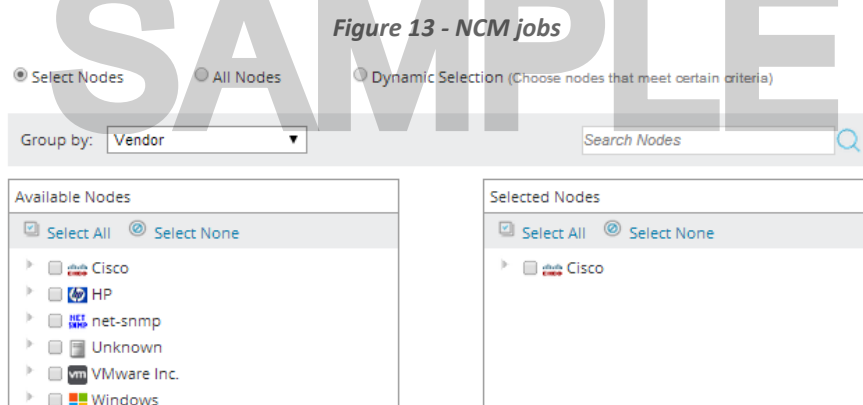 SAMPLE
Figure 13 - NCM jobs
Select Nodes All Nodes Dynamic Selection (Choose nodes that meet certain criteria)
Group by: Vendor Search Nodes
Available Nodes
Select All Select None
Cisco
HP
net-snmp
Unknown
VMware Inc.
Windows
Selected Nodes
Select All Select None
Cisco